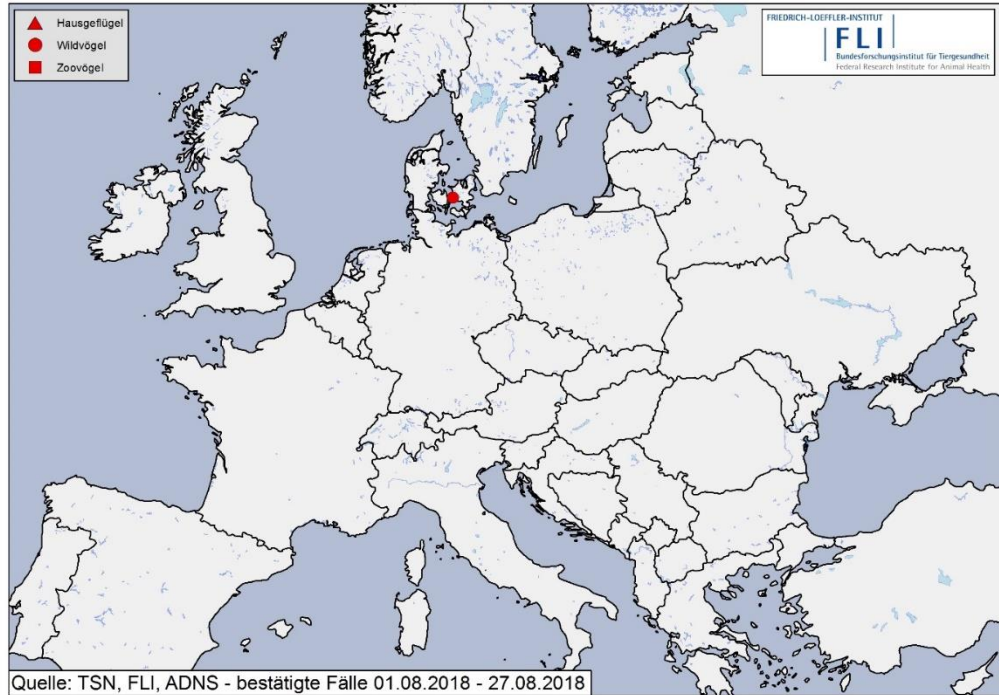 Hausgeflügel
Wildvögel
Zoovögel
FRIEDRICH-LOEFFLER-INSTITUT
FLI
Bundesforschungsinstitut für Tiergesundheit
Federal Research Institute for Animal Health
Quelle: TSN, FLI, ADNS - bestätigte Fälle 01.08.2018 - 27.08.2018